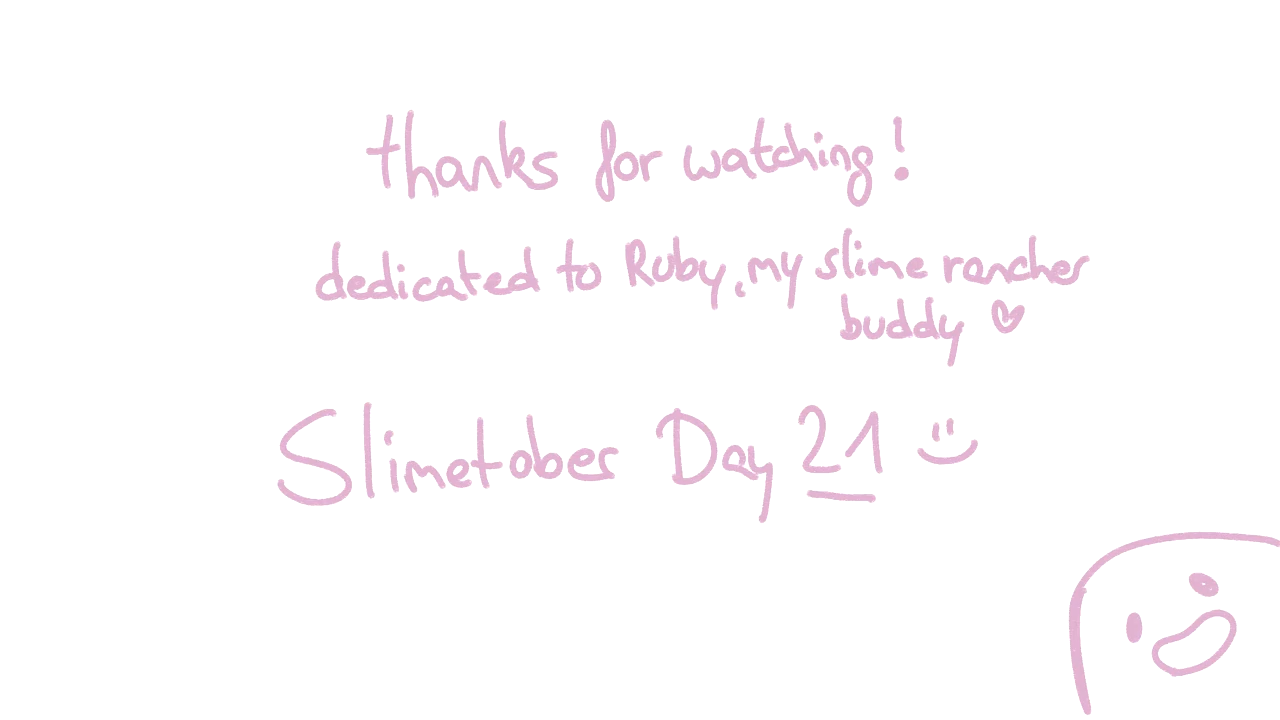 thanks for watching!
dedicated to Ruby, my slime rancher
buddy ♡
Slimetober Day 21 :)